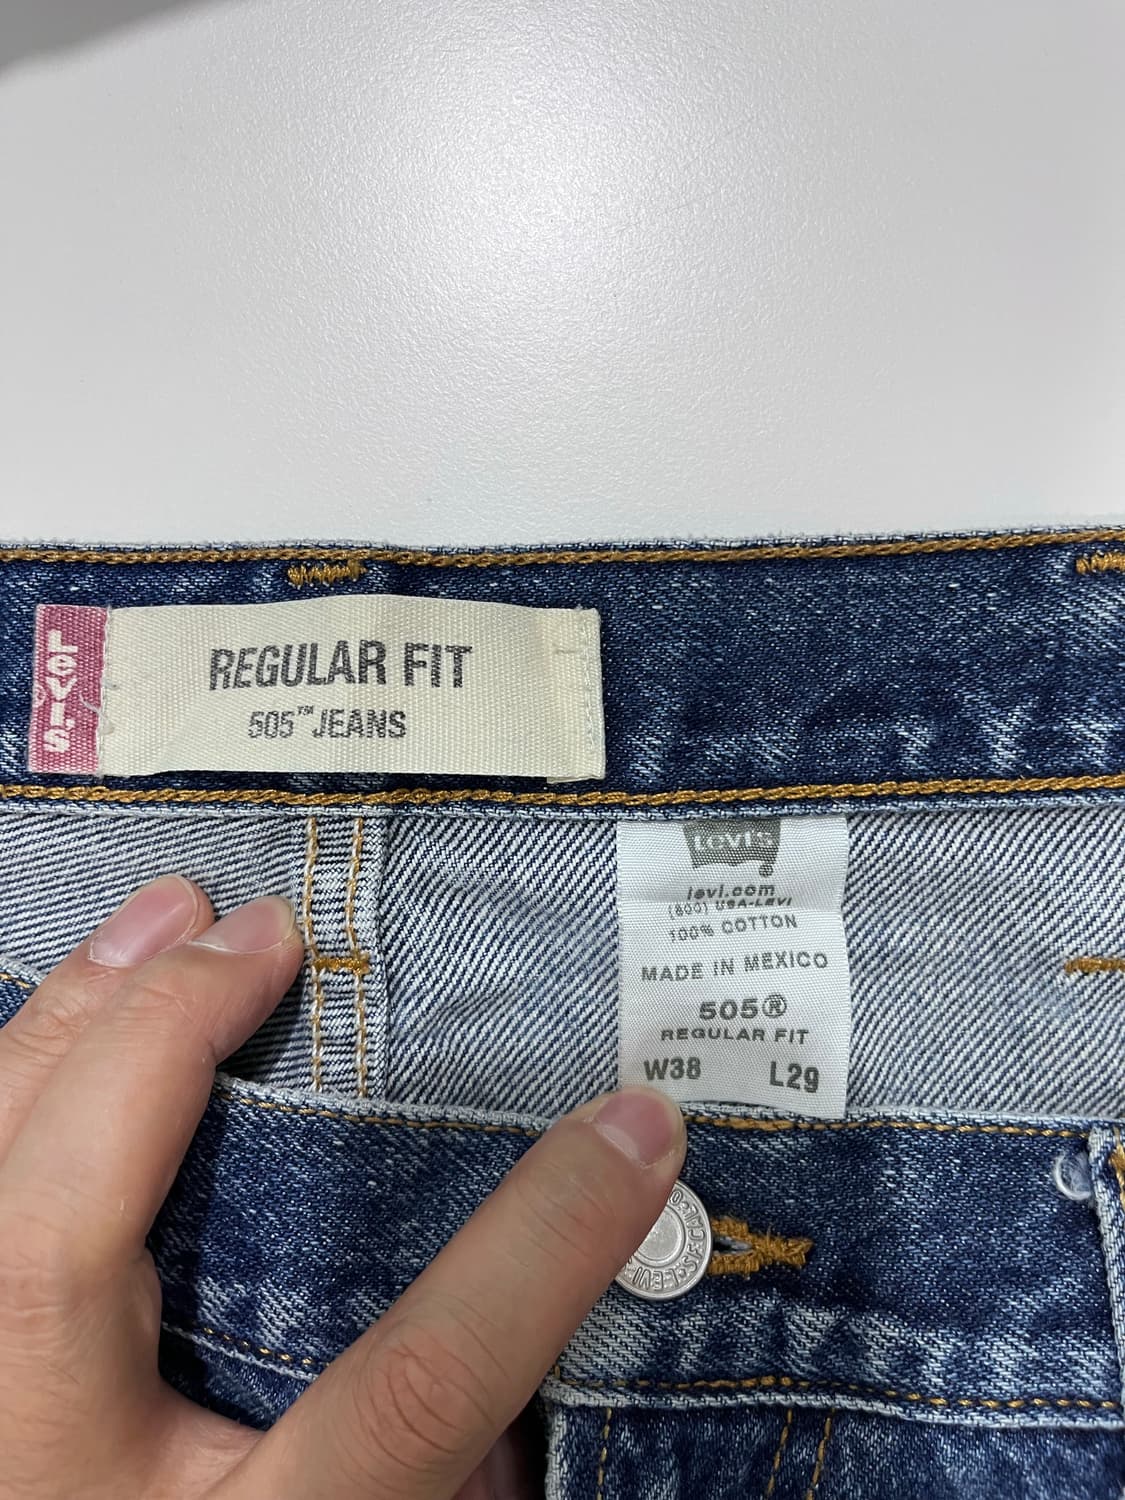 Levi's
REGULAR FIT
505™ JEANS
Levi's
levi.com
(800) USA-LEVI
100% COTTON
MADE IN MEXICO
505®
REGULAR FIT
W38 L29